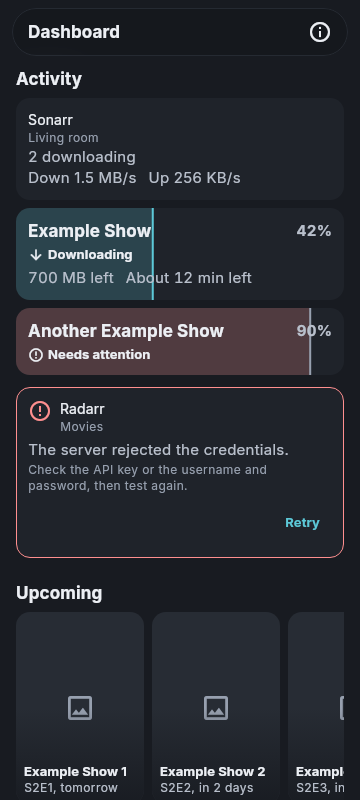 Dashboard
Activity
Sonarr
Living room
2 downloading
Down 1.5 MB/s Up 256 KB/s
Example Show 42%
Downloading
700 MB left About 12 min left
Another Example Show 90%
Needs attention
Radarr
Movies
The server rejected the credentials.
Check the API key or the username and
password, then test again.
Retry
Upcoming
Example Show 1
S2E1, tomorrow
Example Show 2
S2E2, in 2 days
S2E3, in